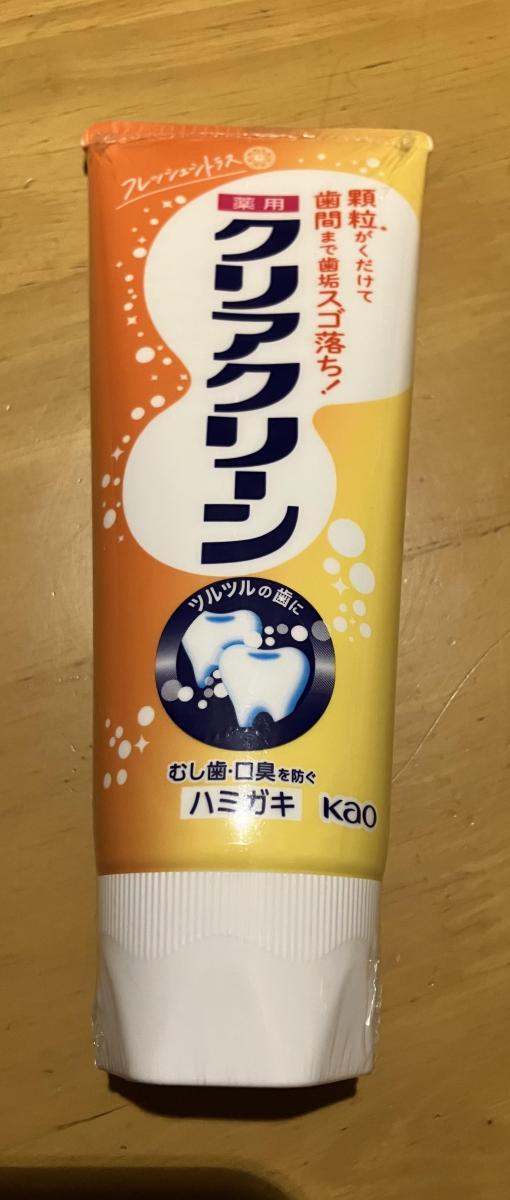 フレッシュシトラス
顆粒がくだけて
歯間まで歯垢スゴ落ち!
薬用
クリアクリーン
ツルツルの歯に
むし歯・口臭を防ぐ
ハミガキ
Kao